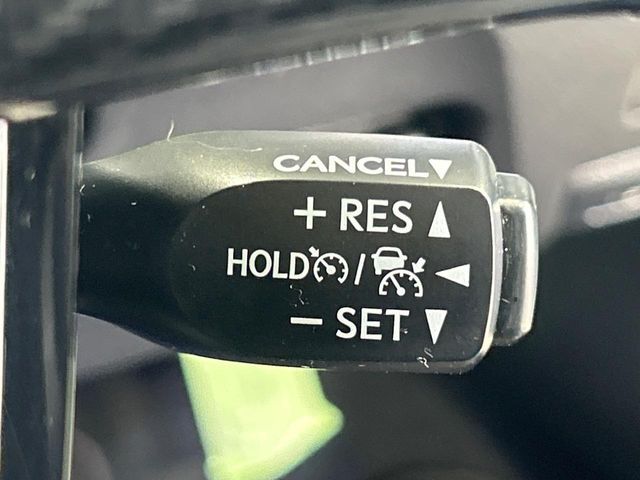 CANCEL▼
+ RES ▲
HOLD / ◀
− SET ▼